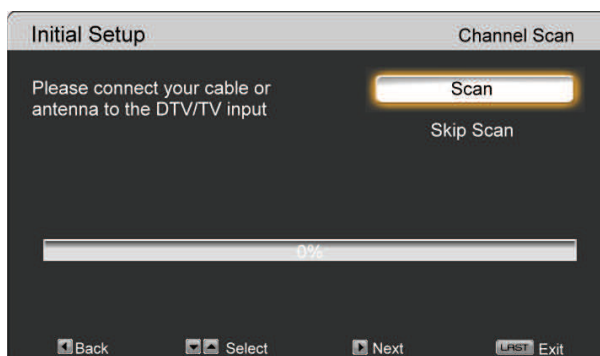 Initial Setup Channel Scan
Please connect your cable or Scan
antenna to the DTV/TV input
Skip Scan
0%
Back Select Next LAST Exit